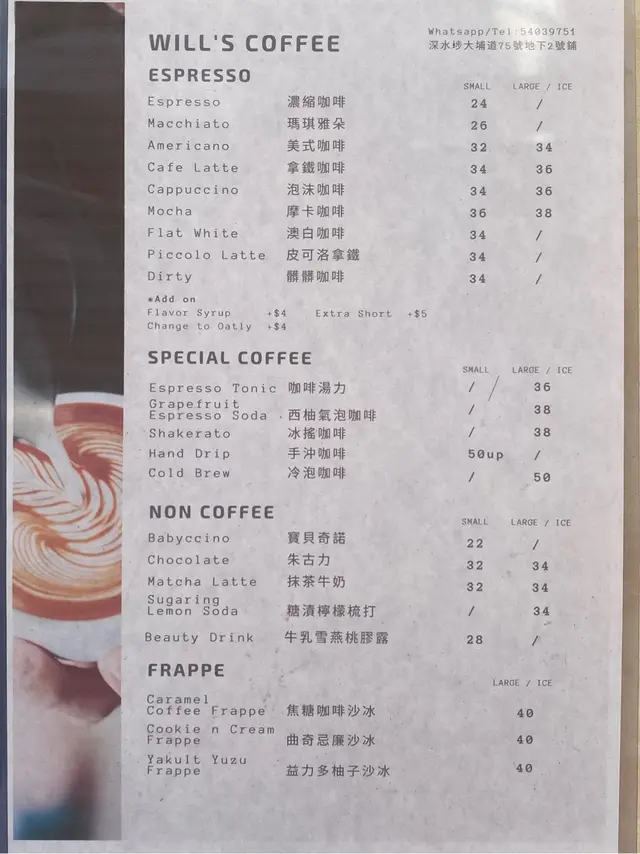 Whatsapp/Tel:54039751
深水埗大埔道75號地下2號鋪
WILL'S COFFEE
ESPRESSO
SMALL LARGE / ICE
Espresso 濃縮咖啡 24 /
Macchiato 瑪琪雅朵 26 /
Americano 美式咖啡 32 34
Cafe Latte 拿鐵咖啡 34 36
Cappuccino 泡沫咖啡 34 36
Mocha 摩卡咖啡 36 38
Flat White 澳白咖啡 34 /
Piccolo Latte 皮可洛拿鐵 34 /
Dirty 髒髒咖啡 34 /
*Add on
Flavor Syrup +$4 Extra Short +$5
Change to Oatly +$4
SPECIAL COFFEE
SMALL LARGE / ICE
Espresso Tonic 咖啡湯力 / 36
Grapefruit
Espresso Soda 西柚氣泡咖啡 / 38
Shakerato 冰搖咖啡 / 38
Hand Drip 手沖咖啡 50up /
Cold Brew 冷泡咖啡 / 50
NON COFFEE
SMALL LARGE / ICE
Babyccino 寶貝奇諾 22 /
Chocolate 朱古力 32 34
Matcha Latte 抹茶牛奶 32 34
Sugaring
Lemon Soda 糖漬檸檬梳打 / 34
Beauty Drink 牛乳雪燕桃膠露 28 /
FRAPPE
LARGE / ICE
Caramel
Coffee Frappe 焦糖咖啡沙冰 40
Cookie n Cream
Frappe 曲奇忌廉沙冰 40
Yakult Yuzu
Frappe 益力多柚子沙冰 40